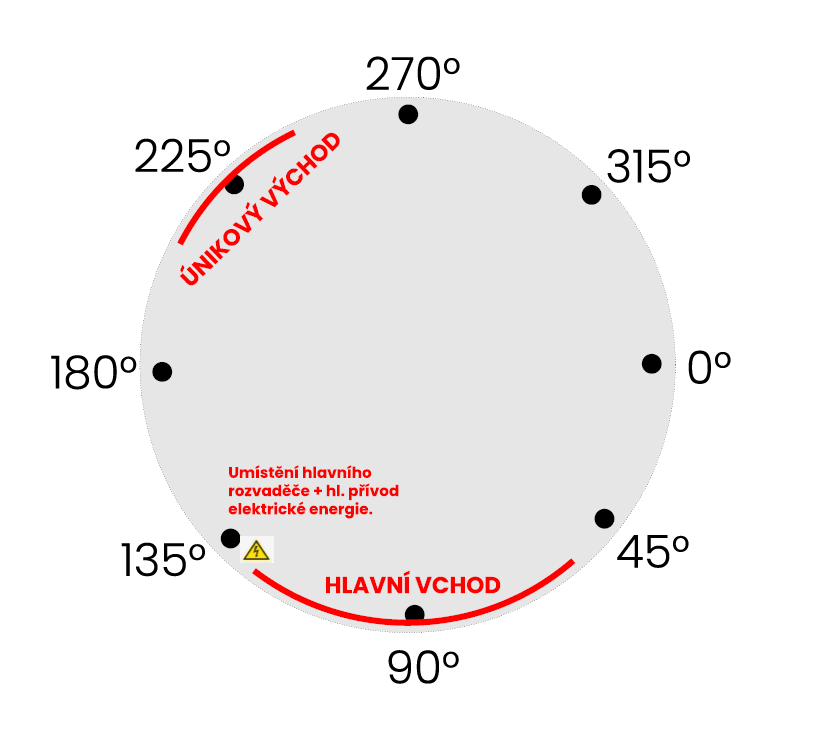 270º
225º
315º
ÚNIKOVÝ VÝCHOD
180º
0º
Umístění hlavního
rozvaděče + hl. přívod
elektrické energie.
135º
45º
HLAVNÍ VCHOD
90º